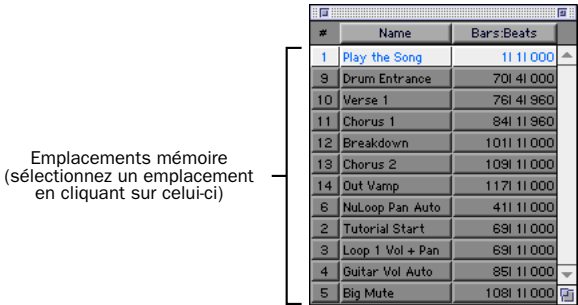 # Name Bars:Beats
1 Play the Song 1| 1| 000
9 Drum Entrance 70| 4| 000
10 Verse 1 76| 4| 960
11 Chorus 1 84| 1| 960
12 Breakdown 101| 1| 000
13 Chorus 2 109| 1| 000
14 Out Vamp 117| 1| 000
6 NuLoop Pan Auto 41| 1| 000
2 Tutorial Start 69| 1| 000
3 Loop 1 Vol + Pan 69| 1| 000
4 Guitar Vol Auto 85| 1| 000
5 Big Mute 108| 1| 000
Emplacements mémoire
(sélectionnez un emplacement
en cliquant sur celui-ci)